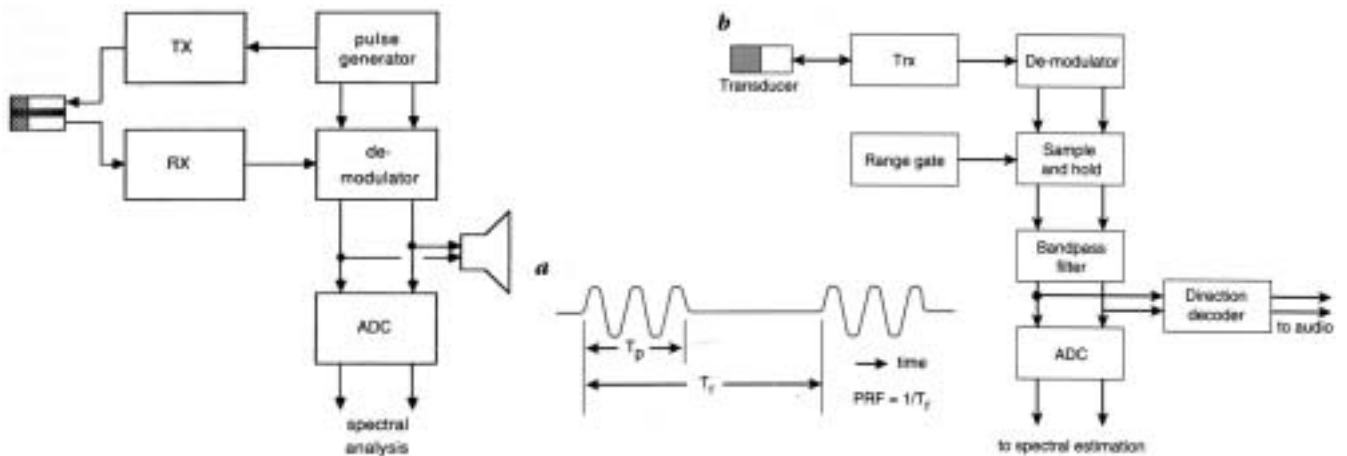 TX
pulse
generator
RX
de-
modulator
ADC
spectral
analysis
a
Tp
Tr
time
PRF = 1/Tr
b
Transducer
Trx
De-modulator
Range gate
Sample
and hold
Bandpass
filter
Direction
decoder
to audio
ADC
to spectral estimation